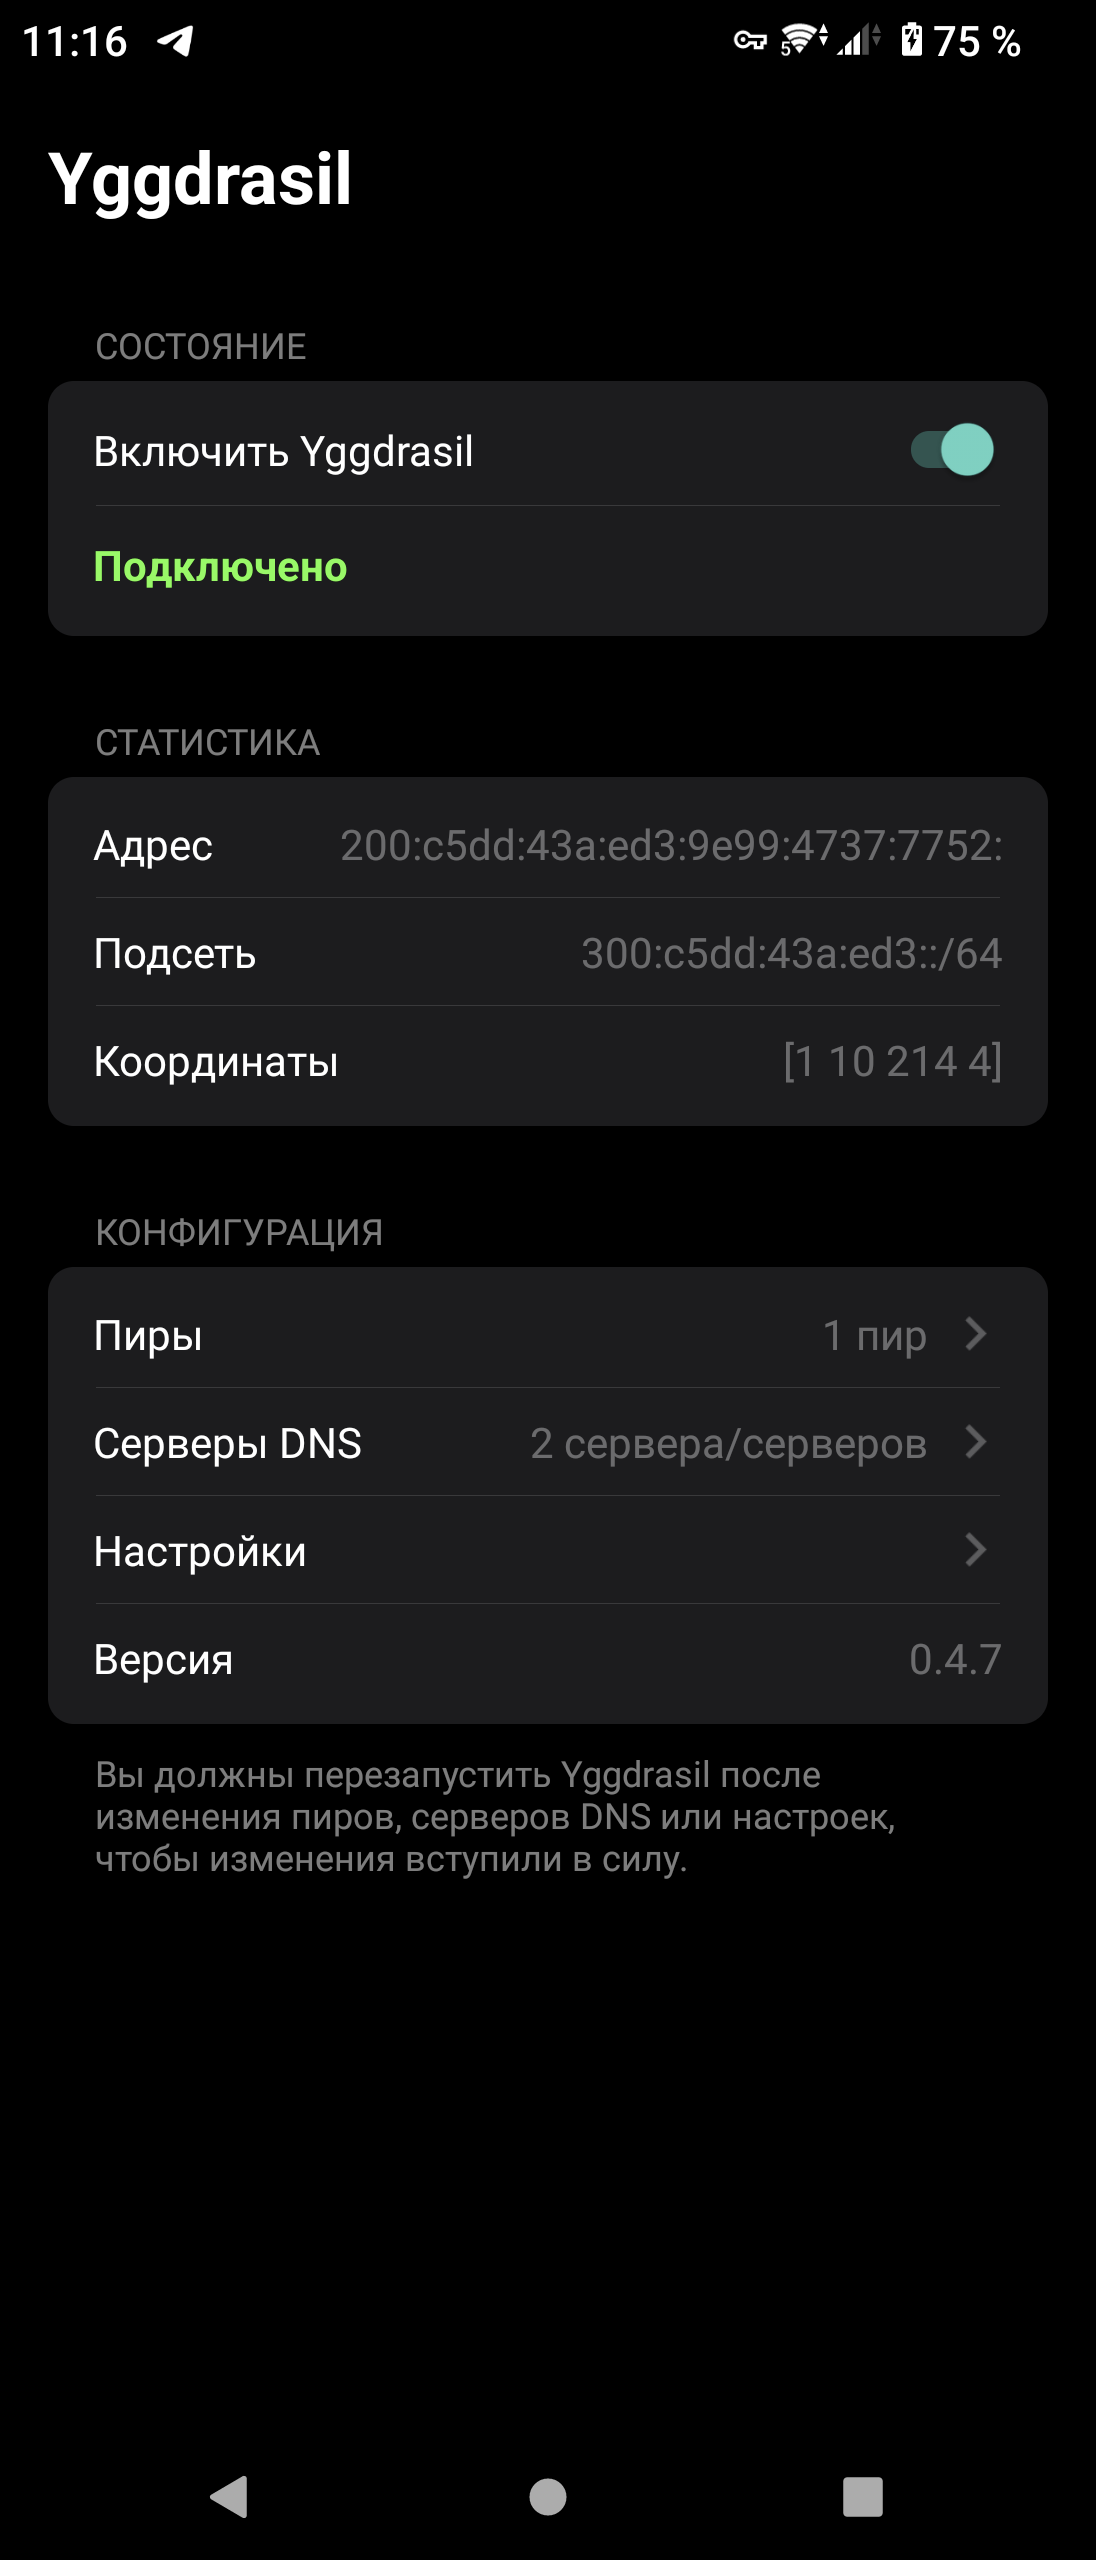 11:16 75 %
Yggdrasil
СОСТОЯНИЕ
Включить Yggdrasil
Подключено
СТАТИСТИКА
Адрес 200:c5dd:43a:ed3:9e99:4737:7752:
Подсеть 300:c5dd:43a:ed3::/64
Координаты [1 10 214 4]
КОНФИГУРАЦИЯ
Пиры 1 пир
Серверы DNS 2 сервера/серверов
Настройки
Версия 0.4.7
Вы должны перезапустить Yggdrasil после
изменения пиров, серверов DNS или настроек,
чтобы изменения вступили в силу.